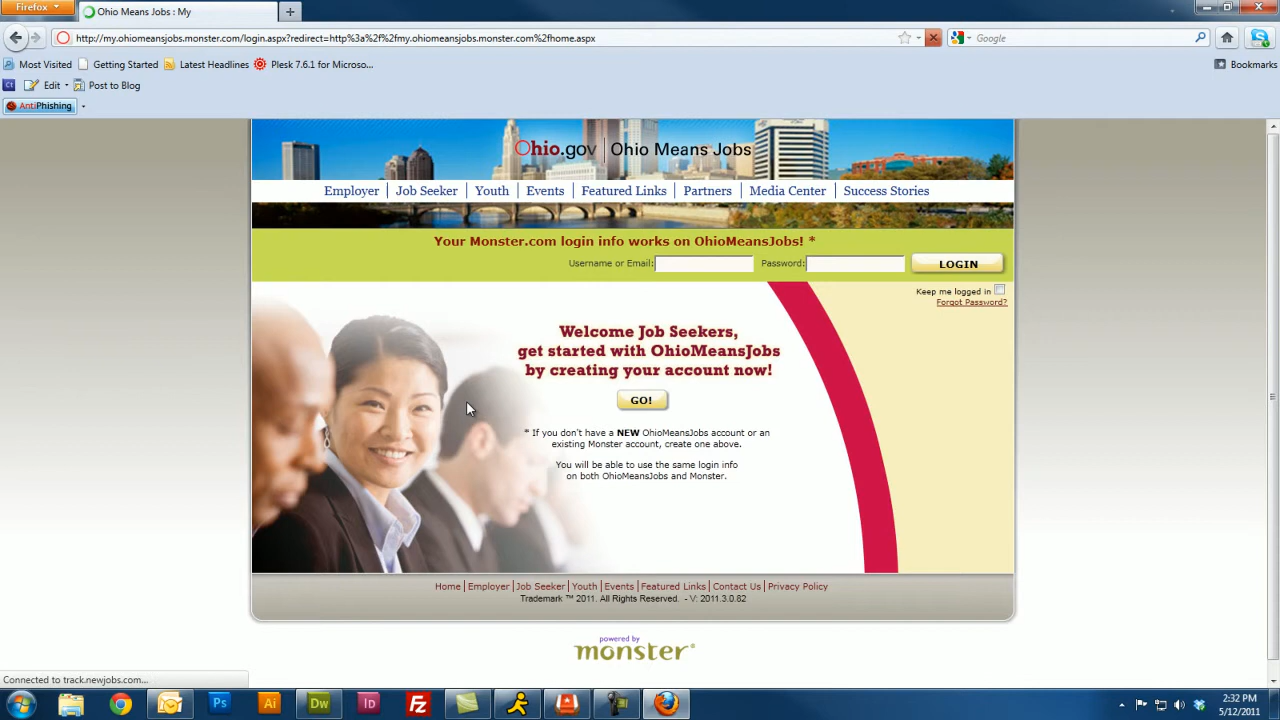 Firefox
Ohio Means Jobs : My
http://my.ohiomeansjobs.monster.com/login.aspx?redirect=http%3a%2f%2fmy.ohiomeansjobs.monster.com%2fhome.aspx
Google
Most Visited Getting Started Latest Headlines Plesk 7.6.1 for Microso...
Bookmarks
Ct Edit Post to Blog
AntiPhishing
Ohio.gov | Ohio Means Jobs
Employer Job Seeker Youth Events Featured Links Partners Media Center Success Stories
Your Monster.com login info works on OhioMeansJobs! *
Username or Email: Password: LOGIN
Keep me logged in
Forgot Password?
Welcome Job Seekers,
get started with OhioMeansJobs
by creating your account now!
GO!
* If you don't have a NEW OhioMeansJobs account or an
existing Monster account, create one above.
You will be able to use the same login info
on both OhioMeansJobs and Monster.
Home | Employer | Job Seeker | Youth | Events | Featured Links | Contact Us | Privacy Policy
Trademark ™ 2011. All Rights Reserved. - V: 2011.3.0.82
powered by
monster®
Connected to track.newjobs.com...
Ps Ai Dw Id Fz
2:32 PM
5/12/2011